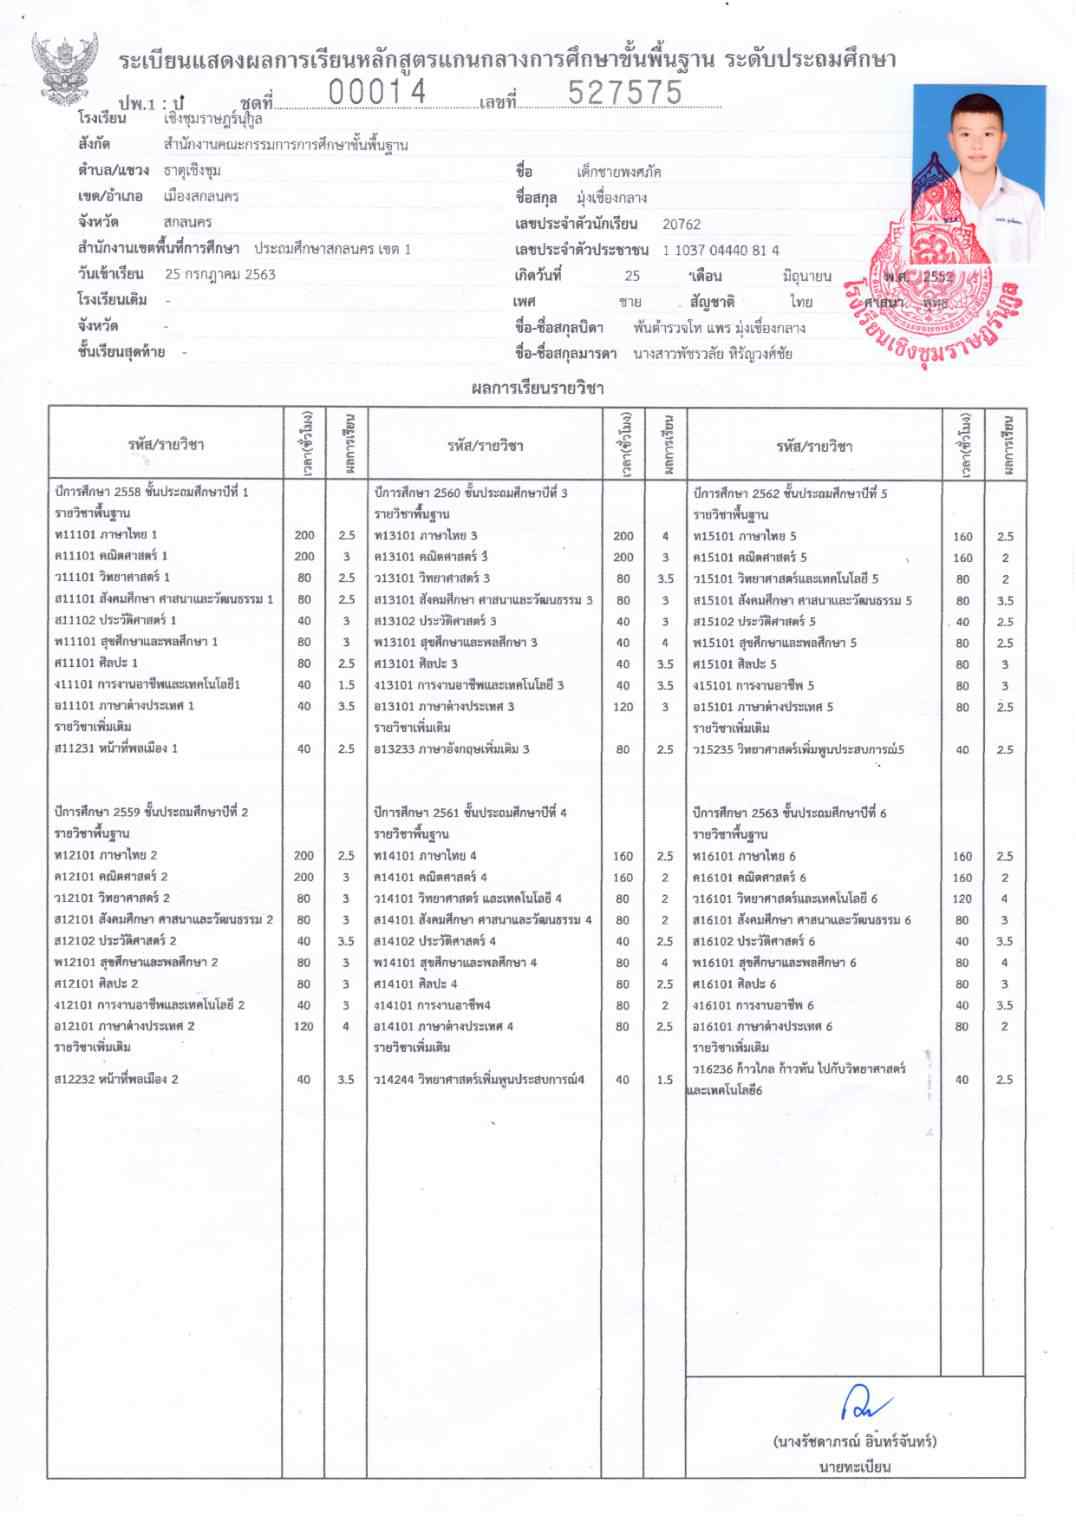 ระเบียนแสดงผลการเรียนหลักสูตรแกนกลางการศึกษาขั้นพื้นฐาน ระดับประถมศึกษา
ปพ.1 : ป ชุดที่ 00014 เลขที่ 527575
โรงเรียน เชิงชุมราษฎร์นุกูล
สังกัด สำนักงานคณะกรรมการการศึกษาขั้นพื้นฐาน
ตำบล/แขวง ธาตุเชิงชุม
เขต/อำเภอ เมืองสกลนคร
จังหวัด สกลนคร
สำนักงานเขตพื้นที่การศึกษา ประถมศึกษาสกลนคร เขต 1
วันเข้าเรียน 25 กรกฎาคม 2563
โรงเรียนเดิม -
จังหวัด -
ชั้นเรียนสุดท้าย -
ชื่อ เด็กชายพงศภัค
ชื่อสกุล มุ่งเชื่องกลาง
เลขประจำตัวนักเรียน 20762
เลขประจำตัวประชาชน 1 1037 04440 81 4
เกิดวันที่ 25 เดือน มิถุนายน พ.ศ. 2552
เพศ ชาย สัญชาติ ไทย ศาสนา พุทธ
ชื่อ-ชื่อสกุลบิดา พันตำรวจโท แพร มุ่งเชื่องกลาง
ชื่อ-ชื่อสกุลมารดา นางสาวพัชรวลัย หิรัญวงศ์ชัย
โรงเรียนเชิงชุมราษฎร์นุกูล
ผลการเรียนรายวิชา
รหัส/รายวิชา เวลา(ชั่วโมง) ผลการเรียน รหัส/รายวิชา เวลา(ชั่วโมง) ผลการเรียน รหัส/รายวิชา เวลา(ชั่วโมง) ผลการเรียน
ปีการศึกษา 2558 ชั้นประถมศึกษาปีที่ 1
รายวิชาพื้นฐาน
ท11101 ภาษาไทย 1 200 2.5
ค11101 คณิตศาสตร์ 1 200 3
ว11101 วิทยาศาสตร์ 1 80 2.5
ส11101 สังคมศึกษา ศาสนาและวัฒนธรรม 1 80 2.5
ส11102 ประวัติศาสตร์ 1 40 3
พ11101 สุขศึกษาและพลศึกษา 1 80 3
ศ11101 ศิลปะ 1 80 2.5
ง11101 การงานอาชีพและเทคโนโลยี1 40 1.5
อ11101 ภาษาต่างประเทศ 1 40 3.5
รายวิชาเพิ่มเติม
ส11231 หน้าที่พลเมือง 1 40 2.5
ปีการศึกษา 2559 ชั้นประถมศึกษาปีที่ 2
รายวิชาพื้นฐาน
ท12101 ภาษาไทย 2 200 2.5
ค12101 คณิตศาสตร์ 2 200 3
ว12101 วิทยาศาสตร์ 2 80 3
ส12101 สังคมศึกษา ศาสนาและวัฒนธรรม 2 80 3
ส12102 ประวัติศาสตร์ 2 40 3.5
พ12101 สุขศึกษาและพลศึกษา 2 80 3
ศ12101 ศิลปะ 2 80 3
ง12101 การงานอาชีพและเทคโนโลยี 2 40 3
อ12101 ภาษาต่างประเทศ 2 120 4
รายวิชาเพิ่มเติม
ส12232 หน้าที่พลเมือง 2 40 3.5
ปีการศึกษา 2560 ชั้นประถมศึกษาปีที่ 3
รายวิชาพื้นฐาน
ท13101 ภาษาไทย 3 200 4
ค13101 คณิตศาสตร์ 3 200 3
ว13101 วิทยาศาสตร์ 3 80 3.5
ส13101 สังคมศึกษา ศาสนาและวัฒนธรรม 3 80 3
ส13102 ประวัติศาสตร์ 3 40 3
พ13101 สุขศึกษาและพลศึกษา 3 40 4
ศ13101 ศิลปะ 3 40 3.5
ง13101 การงานอาชีพและเทคโนโลยี 3 40 3.5
อ13101 ภาษาต่างประเทศ 3 120 3
รายวิชาเพิ่มเติม
อ13233 ภาษาอังกฤษเพิ่มเติม 3 80 2.5
ปีการศึกษา 2561 ชั้นประถมศึกษาปีที่ 4
รายวิชาพื้นฐาน
ท14101 ภาษาไทย 4 160 2.5
ค14101 คณิตศาสตร์ 4 160 2
ว14101 วิทยาศาสตร์ และเทคโนโลยี 4 80 2
ส14101 สังคมศึกษา ศาสนาและวัฒนธรรม 4 80 2
ส14102 ประวัติศาสตร์ 4 40 2.5
พ14101 สุขศึกษาและพลศึกษา 4 80 4
ศ14101 ศิลปะ 4 80 2.5
ง14101 การงานอาชีพ4 80 2
อ14101 ภาษาต่างประเทศ 4 80 2.5
รายวิชาเพิ่มเติม
ว14244 วิทยาศาสตร์เพิ่มพูนประสบการณ์4 40 1.5
ปีการศึกษา 2562 ชั้นประถมศึกษาปีที่ 5
รายวิชาพื้นฐาน
ท15101 ภาษาไทย 5 160 2.5
ค15101 คณิตศาสตร์ 5 160 2
ว15101 วิทยาศาสตร์และเทคโนโลยี 5 80 2
ส15101 สังคมศึกษา ศาสนาและวัฒนธรรม 5 80 3.5
ส15102 ประวัติศาสตร์ 5 40 2.5
พ15101 สุขศึกษาและพลศึกษา 5 80 2.5
ศ15101 ศิลปะ 5 80 3
ง15101 การงานอาชีพ 5 80 3
อ15101 ภาษาต่างประเทศ 5 80 2.5
รายวิชาเพิ่มเติม
ว15235 วิทยาศาสตร์เพิ่มพูนประสบการณ์5 40 2.5
ปีการศึกษา 2563 ชั้นประถมศึกษาปีที่ 6
รายวิชาพื้นฐาน
ท16101 ภาษาไทย 6 160 2.5
ค16101 คณิตศาสตร์ 6 160 2
ว16101 วิทยาศาสตร์และเทคโนโลยี 6 120 4
ส16101 สังคมศึกษา ศาสนาและวัฒนธรรม 6 80 3
ส16102 ประวัติศาสตร์ 6 40 3.5
พ16101 สุขศึกษาและพลศึกษา 6 80 4
ศ16101 ศิลปะ 6 80 3
ง16101 การงานอาชีพ 6 40 3.5
อ16101 ภาษาต่างประเทศ 6 80 2
รายวิชาเพิ่มเติม
ว16236 ก้าวไกล ก้าวทัน ไปกับวิทยาศาสตร์
และเทคโนโลยี6 40 2.5
(นางรัชดาภรณ์ อินทร์จันทร์)
นายทะเบียน